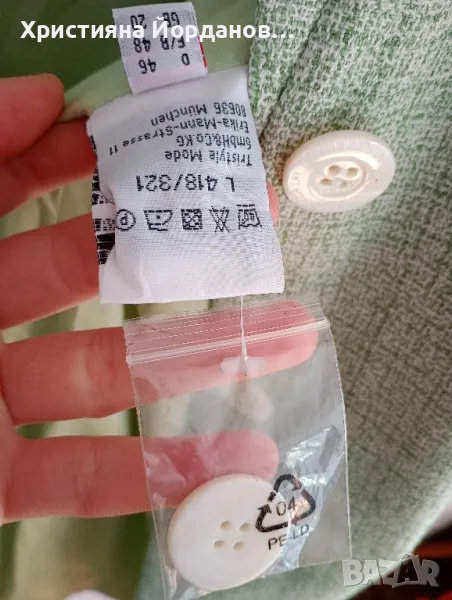 Християна Йорданов...
D 46
F/B 48
GB 20
L 418/321
Tristyle Mode
GmbH&Co.KG
Erika-Mann-Strasse 11
80636 München
P
04
PE-LD
BAZAR